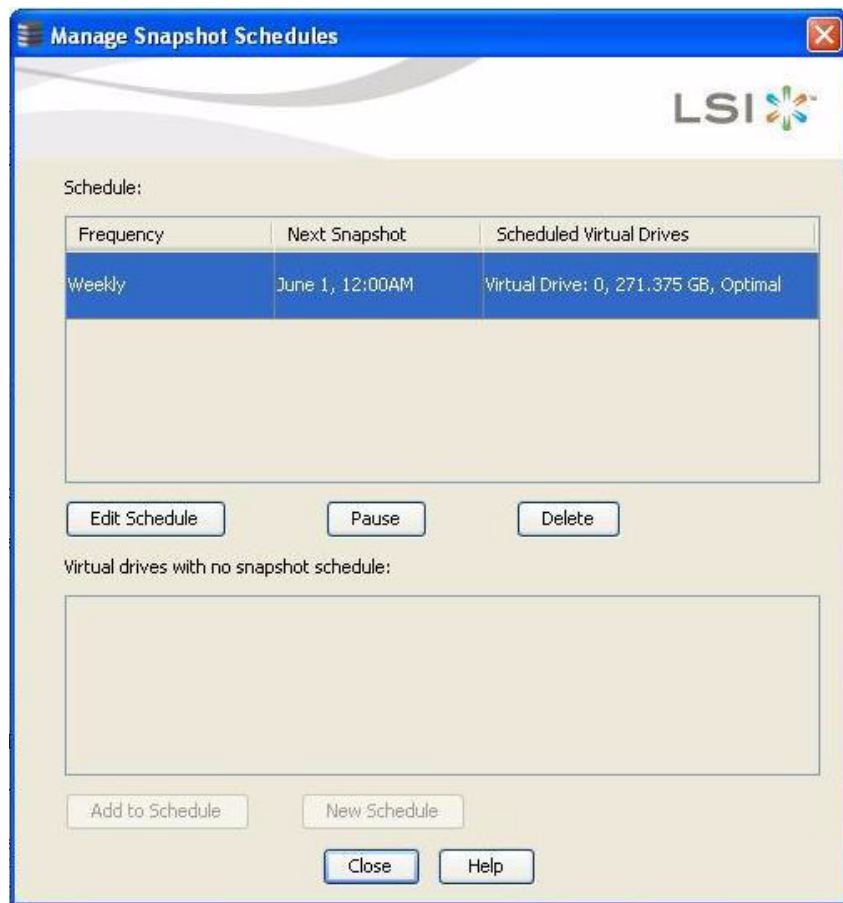 Manage Snapshot Schedules
LSI
Schedule:
Frequency Next Snapshot Scheduled Virtual Drives
Weekly June 1, 12:00AM Virtual Drive: 0, 271.375 GB, Optimal
Edit Schedule Pause Delete
Virtual drives with no snapshot schedule:
Add to Schedule New Schedule
Close Help